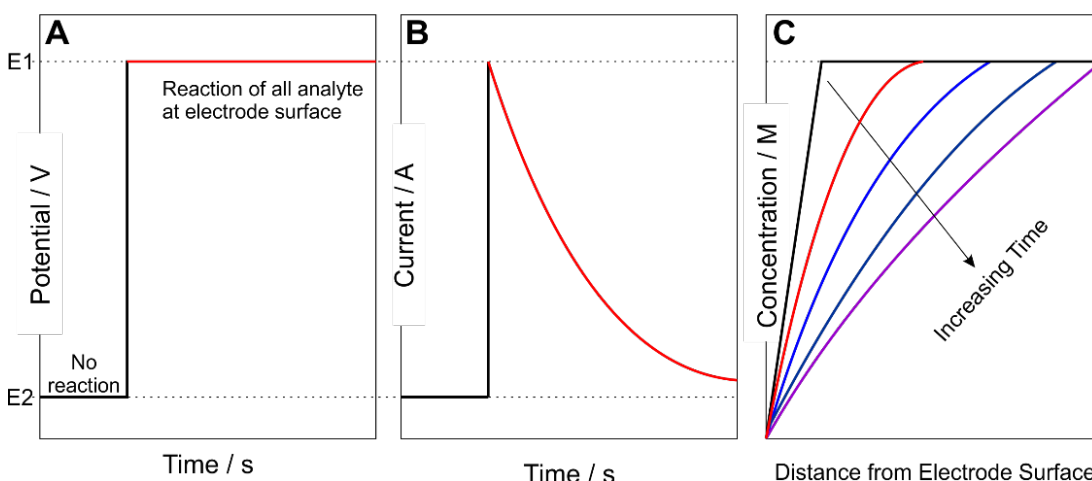 A
B
C
E1
Reaction of all analyte
at electrode surface
Potential / V
Current / A
Concentration / M
Increasing Time
No
reaction
E2
Time / s
Time / s
Distance from Electrode Surface